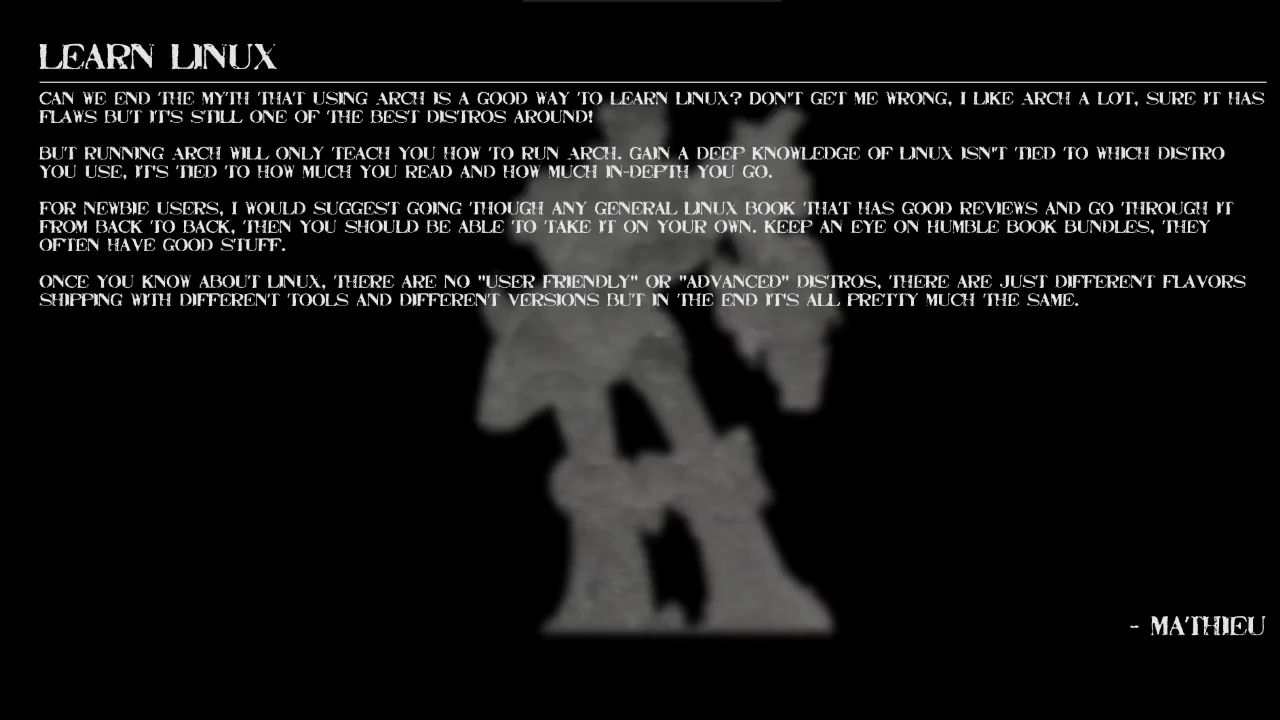 LEARN LINUX
CAN WE END THE MYTH THAT USING ARCH IS A GOOD WAY TO LEARN LINUX? DON'T GET ME WRONG, I LIKE ARCH A LOT, SURE IT HAS
FLAWS BUT IT'S STILL ONE OF THE BEST DISTROS AROUND!
BUT RUNNING ARCH WILL ONLY TEACH YOU HOW TO RUN ARCH. GAIN A DEEP KNOWLEDGE OF LINUX ISN'T TIED TO WHICH DISTRO
YOU USE, IT'S TIED TO HOW MUCH YOU READ AND HOW MUCH IN-DEPTH YOU GO.
FOR NEWBIE USERS, I WOULD SUGGEST GOING THOUGH ANY GENERAL LINUX BOOK THAT HAS GOOD REVIEWS AND GO THROUGH IT
FROM BACK TO BACK, THEN YOU SHOULD BE ABLE TO TAKE IT ON YOUR OWN. KEEP AN EYE ON HUMBLE BOOK BUNDLES, THEY
OFTEN HAVE GOOD STUFF.
ONCE YOU KNOW ABOUT LINUX, THERE ARE NO "USER FRIENDLY" OR "ADVANCED" DISTROS, THERE ARE JUST DIFFERENT FLAVORS
SHIPPING WITH DIFFERENT TOOLS AND DIFFERENT VERSIONS BUT IN THE END IT'S ALL PRETTY MUCH THE SAME.
- MATHIEU